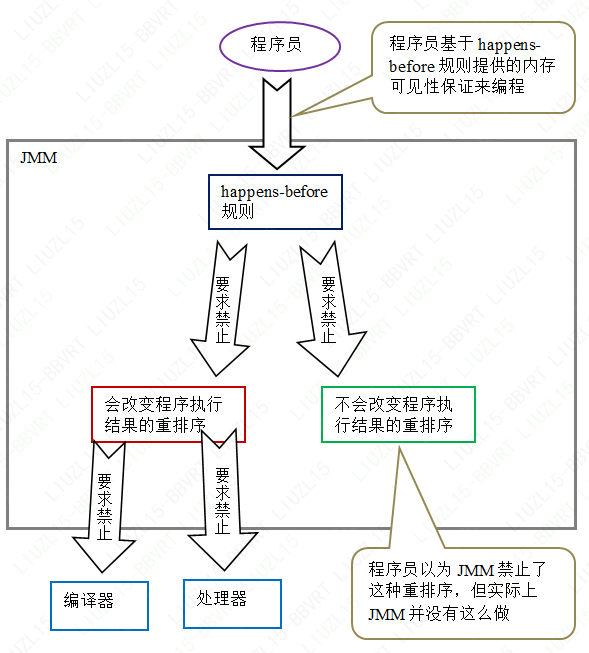 程序员
程序员基于 happens-
before 规则提供的内存
可见性保证来编程
JMM
happens-before
规则
要求禁止
要求禁止
会改变程序执行
结果的重排序
不会改变程序执
行结果的重排序
要求禁止
要求禁止
编译器
处理器
程序员以为 JMM 禁止了
这种重排序，但实际上
JMM 并没有这么做
LIUZL15-BBVRT